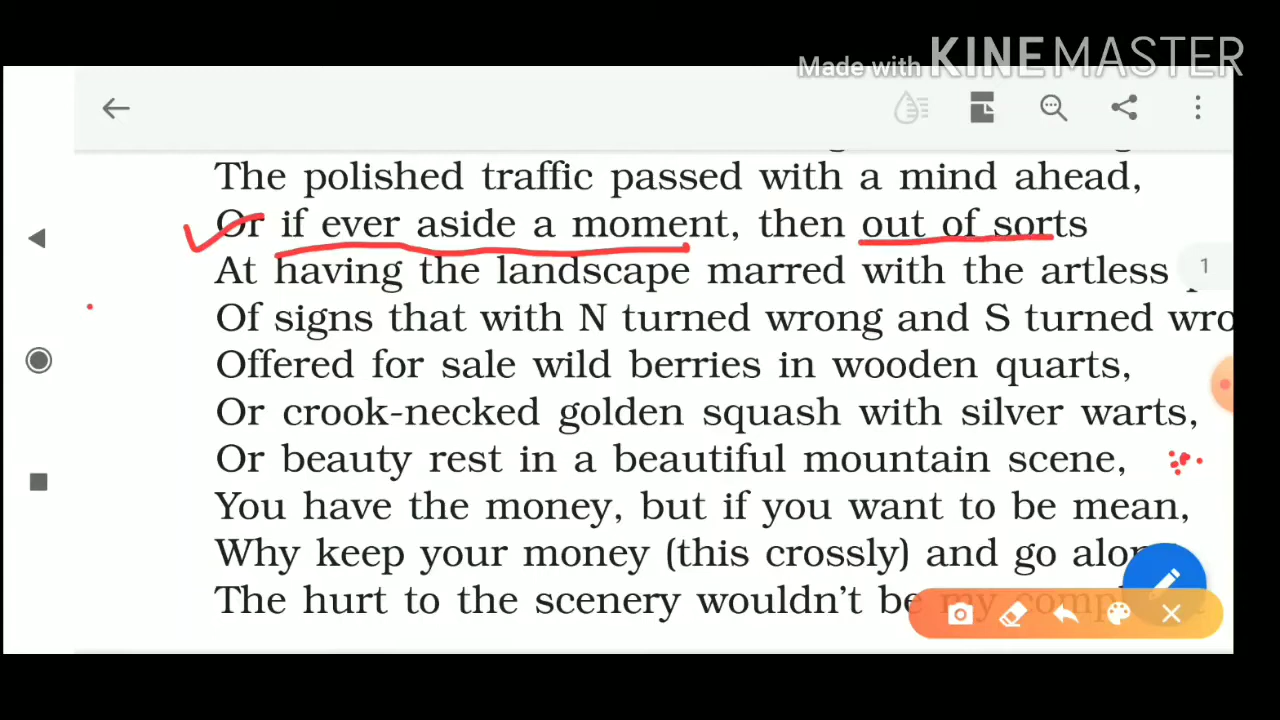 Made with KINEMASTER
The polished traffic passed with a mind ahead,
Or if ever aside a moment, then out of sorts
At having the landscape marred with the artless
1
Of signs that with N turned wrong and S turned wro
Offered for sale wild berries in wooden quarts,
Or crook-necked golden squash with silver warts,
Or beauty rest in a beautiful mountain scene,
You have the money, but if you want to be mean,
Why keep your money (this crossly) and go
The hurt to the scenery wouldn’t be my